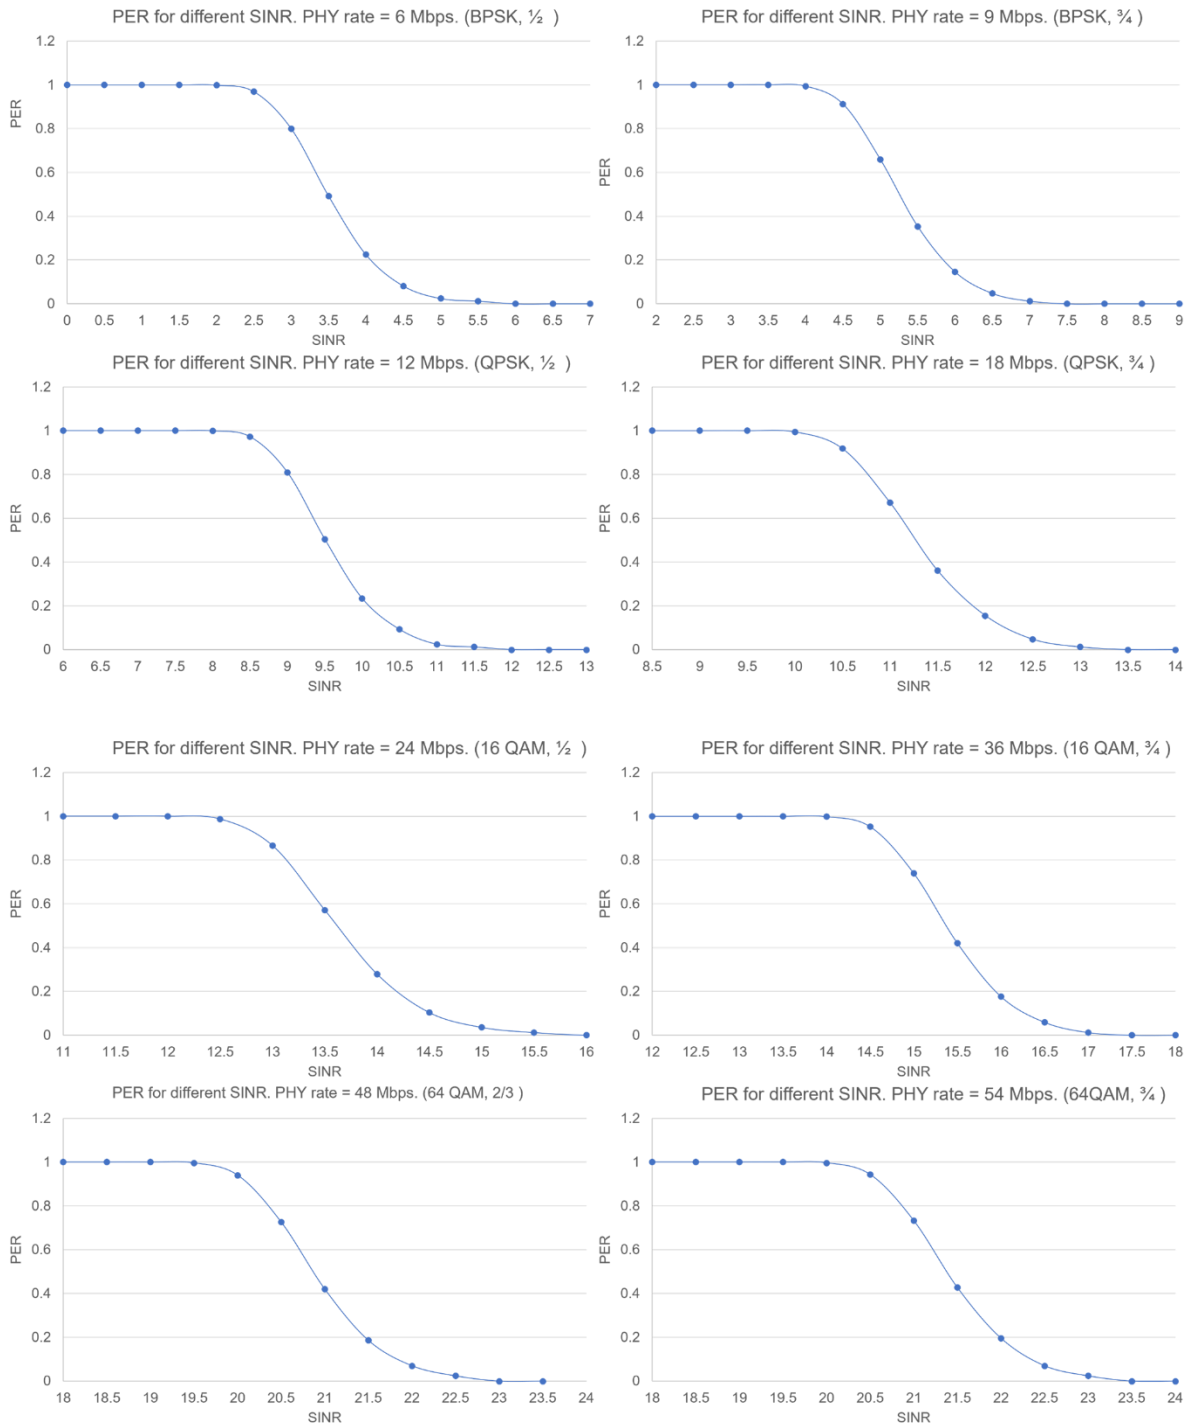 PER for different SINR. PHY rate = 6 Mbps. (BPSK, ½ )
1.2
1
0.8
0.6
0.4
0.2
0
PER
0 0.5 1 1.5 2 2.5 3 3.5 4 4.5 5 5.5 6 6.5 7
SINR
PER for different SINR. PHY rate = 9 Mbps. (BPSK, ¾ )
1.2
1
0.8
0.6
0.4
0.2
0
PER
2 2.5 3 3.5 4 4.5 5 5.5 6 6.5 7 7.5 8 8.5 9
SINR
PER for different SINR. PHY rate = 12 Mbps. (QPSK, ½ )
1.2
1
0.8
0.6
0.4
0.2
0
PER
6 6.5 7 7.5 8 8.5 9 9.5 10 10.5 11 11.5 12 12.5 13
SINR
PER for different SINR. PHY rate = 18 Mbps. (QPSK, ¾ )
1.2
1
0.8
0.6
0.4
0.2
0
PER
8.5 9 9.5 10 10.5 11 11.5 12 12.5 13 13.5 14
SINR
PER for different SINR. PHY rate = 24 Mbps. (16 QAM, ½ )
1.2
1
0.8
0.6
0.4
0.2
0
PER
11 11.5 12 12.5 13 13.5 14 14.5 15 15.5 16
SINR
PER for different SINR. PHY rate = 36 Mbps. (16 QAM, ¾ )
1.2
1
0.8
0.6
0.4
0.2
0
PER
12 12.5 13 13.5 14 14.5 15 15.5 16 16.5 17 17.5 18
SINR
PER for different SINR. PHY rate = 48 Mbps. (64 QAM, 2/3 )
1.2
1
0.8
0.6
0.4
0.2
0
PER
18 18.5 19 19.5 20 20.5 21 21.5 22 22.5 23 23.5 24
SINR
PER for different SINR. PHY rate = 54 Mbps. (64QAM, ¾ )
1.2
1
0.8
0.6
0.4
0.2
0
PER
18 18.5 19 19.5 20 20.5 21 21.5 22 22.5 23 23.5 24
SINR